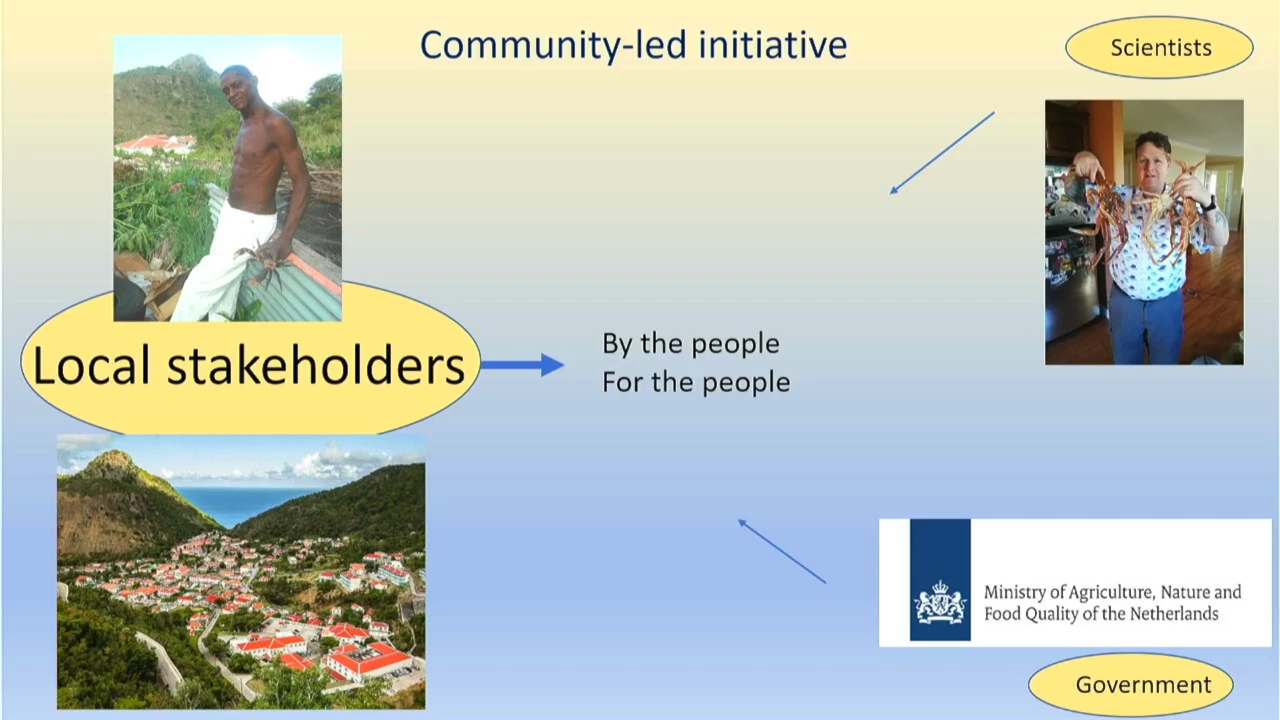 Community-led initiative
Scientists
Local stakeholders
By the people
For the people
Ministry of Agriculture, Nature and
Food Quality of the Netherlands
Government